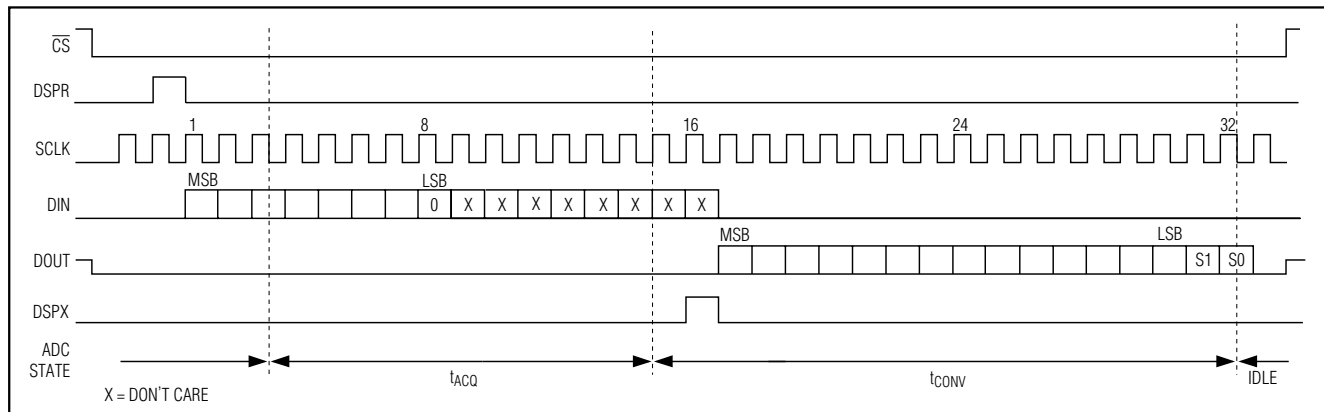 CS
DSPR
1 8 16 24 32
SCLK
MSB LSB
DIN 0 X X X X X X X X
MSB LSB
DOUT S1 S0
DSPX
ADC
STATE
tACQ tCONV IDLE
X = DON'T CARE